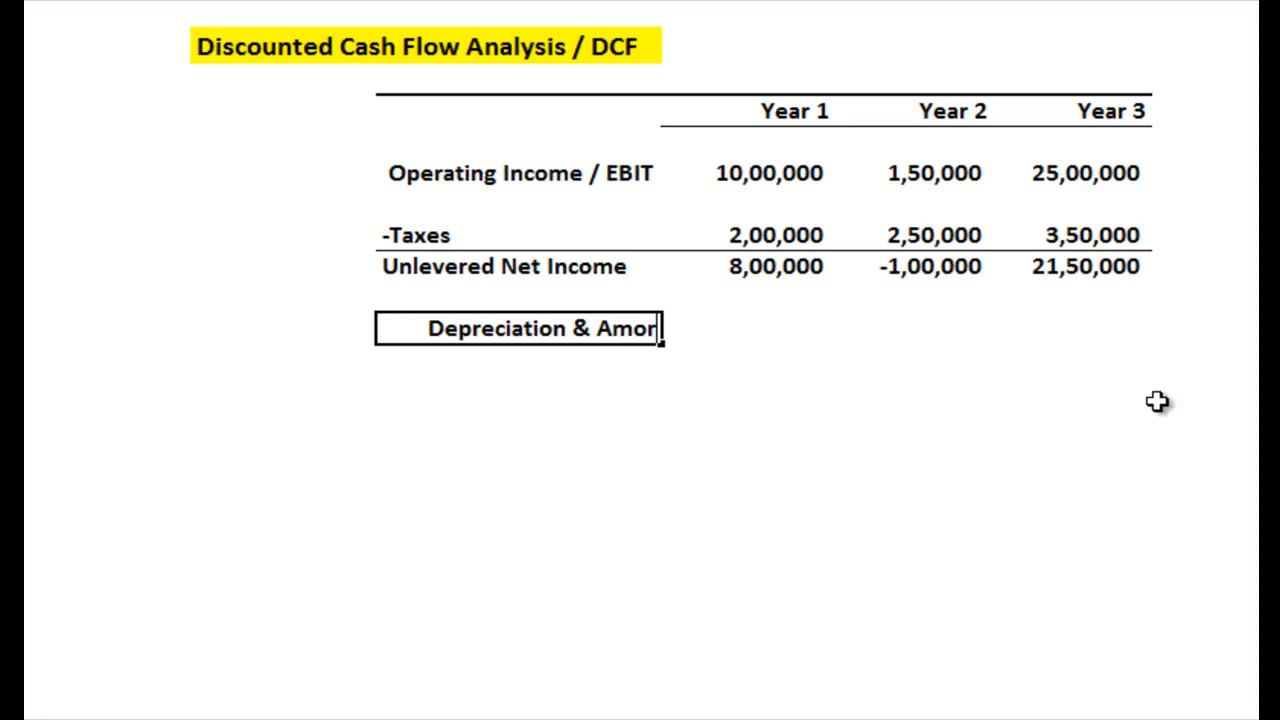 Discounted Cash Flow Analysis / DCF
Year 1 Year 2 Year 3
Operating Income / EBIT 10,00,000 1,50,000 25,00,000
-Taxes 2,00,000 2,50,000 3,50,000
Unlevered Net Income 8,00,000 -1,00,000 21,50,000
Depreciation & Amor